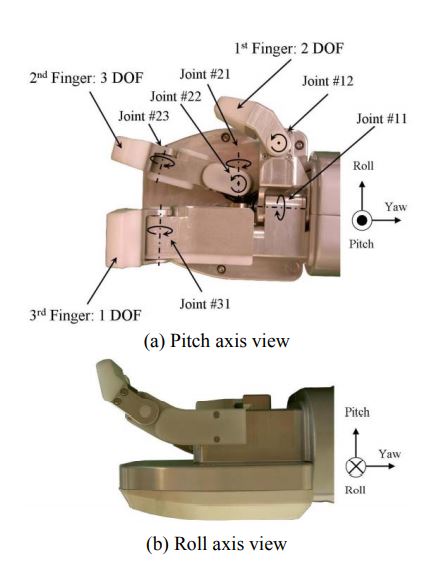 1st Finger: 2 DOF
2nd Finger: 3 DOF
Joint #21
Joint #12
Joint #22
Joint #23
Joint #11
Roll
Yaw
Pitch
Joint #31
3rd Finger: 1 DOF
(a) Pitch axis view
Pitch
Yaw
Roll
(b) Roll axis view